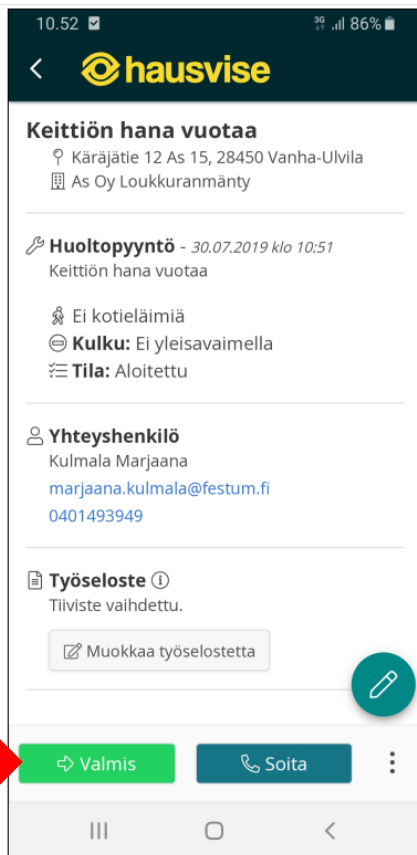 10.52 3G 86%
hausvise
Keittiön hana vuotaa
Käräjätie 12 As 15, 28450 Vanha-Ulvila
As Oy Loukkuranmänty
Huoltopyyntö - 30.07.2019 klo 10:51
Keittiön hana vuotaa
Ei kotieläimiä
Kulku: Ei yleisavaimella
Tila: Aloitettu
Yhteyshenkilö
Kulmala Marjaana
marjaana.kulmala@festum.fi
0401493949
Työseloste
Tiiviste vaihdettu.
Muokkaa työselostetta
Valmis Soita